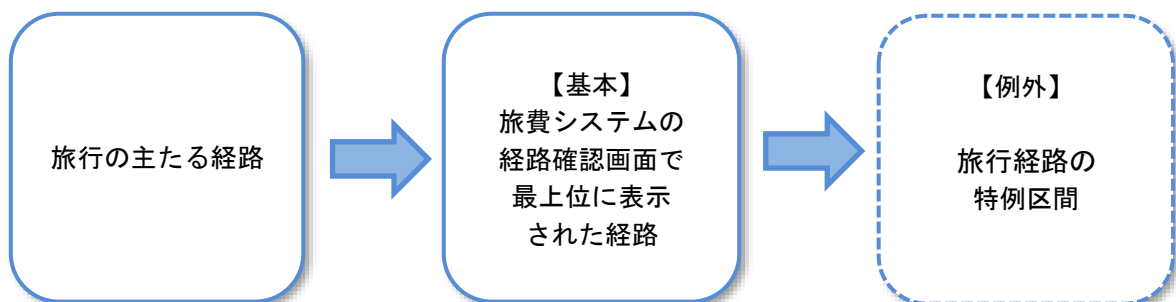 旅行の主たる経路
【基本】
旅費システムの
経路確認画面で
最上位に表示
された経路
【例外】
旅行経路の
特例区間